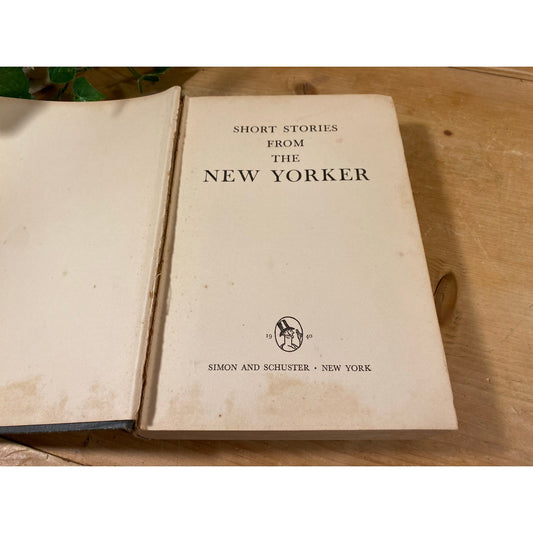 SHORT STORIES
FROM
THE
NEW YORKER
19 40
SIMON AND SCHUSTER · NEW YORK